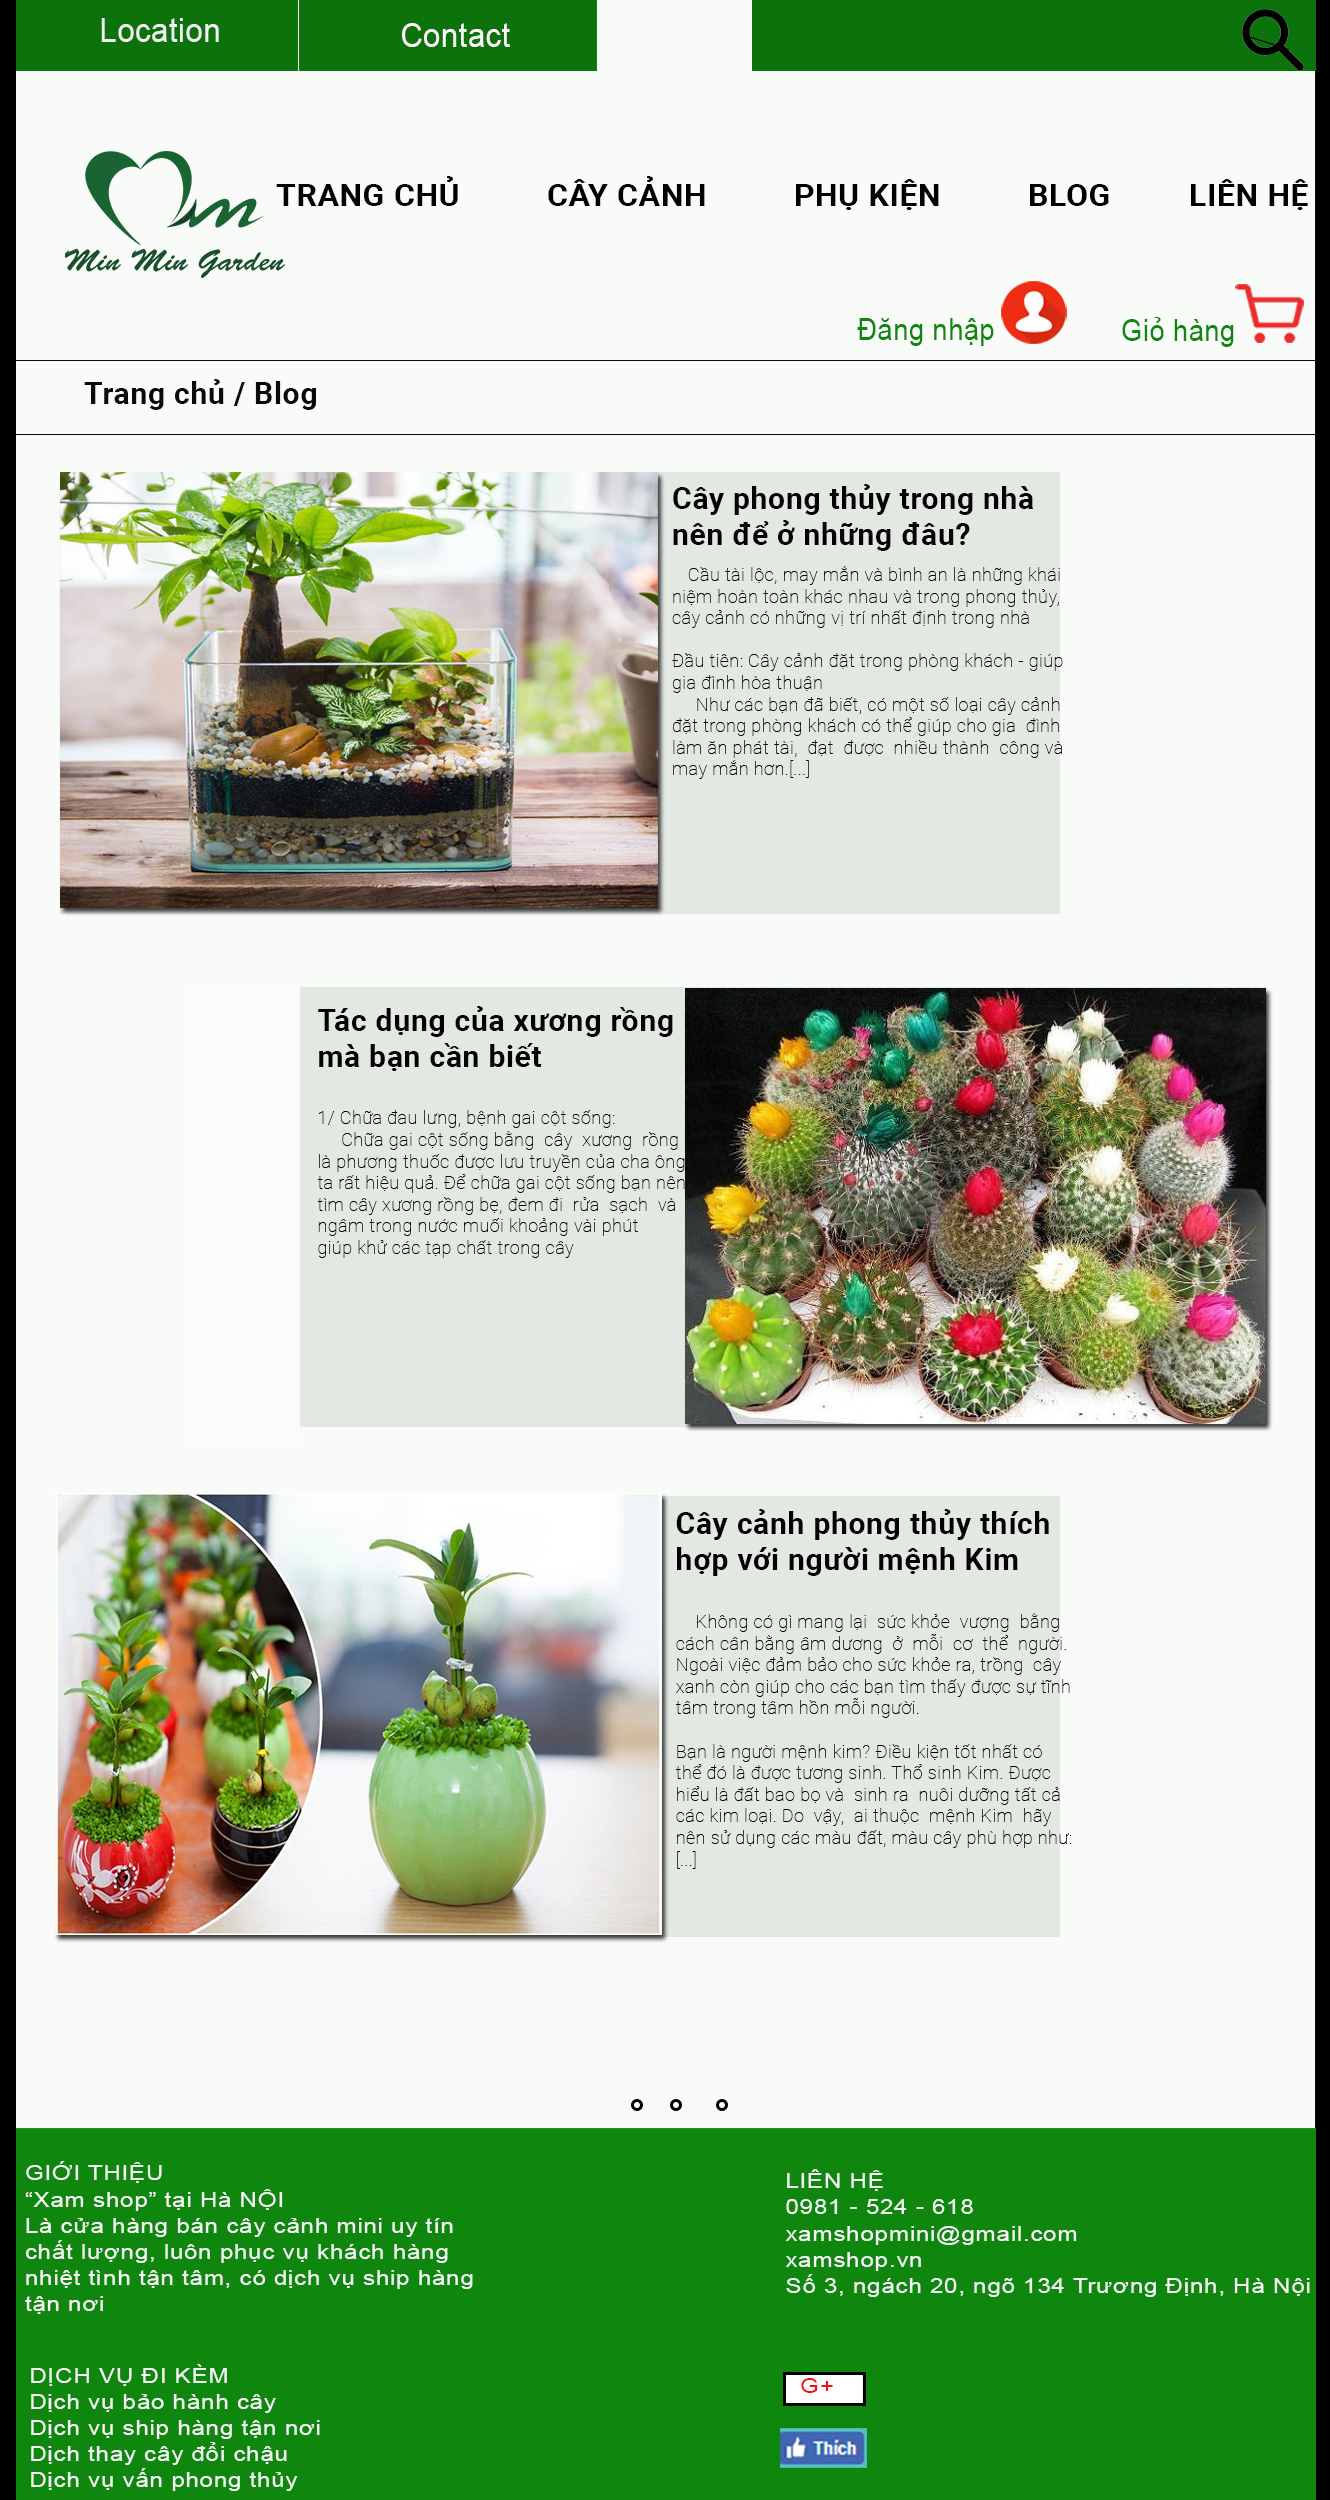 Location
Contact
Min Min Garden
TRANG CHỦ
CÂY CẢNH
PHỤ KIỆN
BLOG
LIÊN HỆ
Đăng nhập
Giỏ hàng
Trang chủ / Blog
Cây phong thủy trong nhà
nên để ở những đâu?
Cầu tài lộc, may mắn và bình an là những khái
niệm hoàn toàn khác nhau và trong phong thủy,
cây cảnh có những vị trí nhất định trong nhà
Đầu tiên: Cây cảnh đặt trong phòng khách - giúp
gia đình hòa thuận
Như các bạn đã biết, có một số loại cây cảnh
đặt trong phòng khách có thể giúp cho gia đình
làm ăn phát tài, đạt được nhiều thành công và
may mắn hơn.[...]
Tác dụng của xương rồng
mà bạn cần biết
1/ Chữa đau lưng, bệnh gai cột sống:
Chữa gai cột sống bằng cây xương rồng
là phương thuốc được lưu truyền của cha ông
ta rất hiệu quả. Để chữa gai cột sống bạn nên
tìm cây xương rồng bẹ, đem đi rửa sạch và
ngâm trong nước muối khoảng vài phút
giúp khử các tạp chất trong cây
Cây cảnh phong thủy thích
hợp với người mệnh Kim
Không có gì mang lại sức khỏe vượng bằng
cách cân bằng âm dương ở mỗi cơ thể người.
Ngoài việc đảm bảo cho sức khỏe ra, trồng cây
xanh còn giúp cho các bạn tìm thấy được sự tĩnh
tâm trong tâm hồn mỗi người.
Bạn là người mệnh kim? Điều kiện tốt nhất có
thể đó là được tương sinh. Thổ sinh Kim. Được
hiểu là đất bao bọ và sinh ra nuôi dưỡng tất cả
các kim loại. Do vậy, ai thuộc mệnh Kim hãy
nên sử dụng các màu đất, màu cây phù hợp như:
[...]
GIỚI THIỆU
“Xam shop” tại Hà NỘI
Là cửa hàng bán cây cảnh mini uy tín
chất lượng, luôn phục vụ khách hàng
nhiệt tình tận tâm, có dịch vụ ship hàng
tận nơi
LIÊN HỆ
0981 - 524 - 618
xamshopmini@gmail.com
xamshop.vn
Số 3, ngách 20, ngõ 134 Trương Định, Hà Nội
DỊCH VỤ ĐI KÈM
Dịch vụ bảo hành cây
Dịch vụ ship hàng tận nơi
Dịch thay cây đổi chậu
Dịch vụ vấn phong thủy
G+
Thích